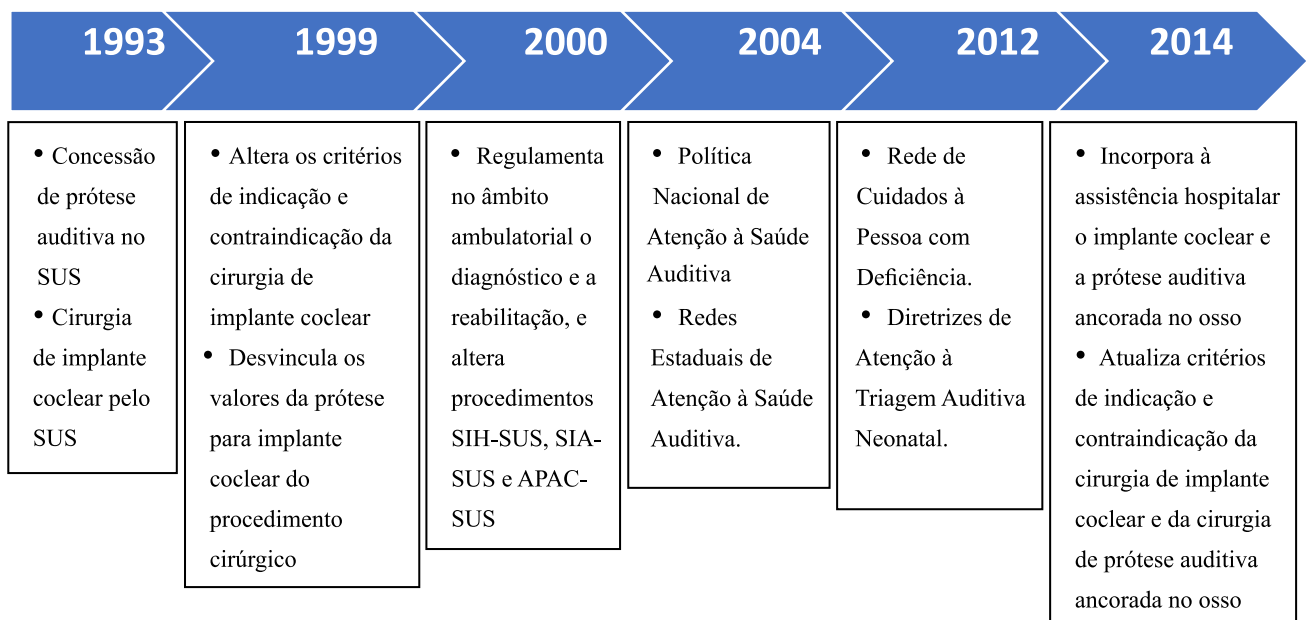 1993
1999
2000
2004
2012
2014
• Concessão
de prótese
auditiva no
SUS
• Cirurgia
de implante
coclear pelo
SUS
• Altera os critérios
de indicação e
contraindicação da
cirurgia de
implante coclear
• Desvincula os
valores da prótese
para implante
coclear do
procedimento
cirúrgico
• Regulamenta
no âmbito
ambulatorial o
diagnóstico e a
reabilitação, e
altera
procedimentos
SIH-SUS, SIA-
SUS e APAC-
SUS
• Política
Nacional de
Atenção à Saúde
Auditiva
• Redes
Estaduais de
Atenção à Saúde
Auditiva.
• Rede de
Cuidados à
Pessoa com
Deficiência.
• Diretrizes de
Atenção à
Triagem Auditiva
Neonatal.
• Incorpora à
assistência hospitalar
o implante coclear e
a prótese auditiva
ancorada no osso
• Atualiza critérios
de indicação e
contraindicação da
cirurgia de implante
coclear e da cirurgia
de prótese auditiva
ancorada no osso